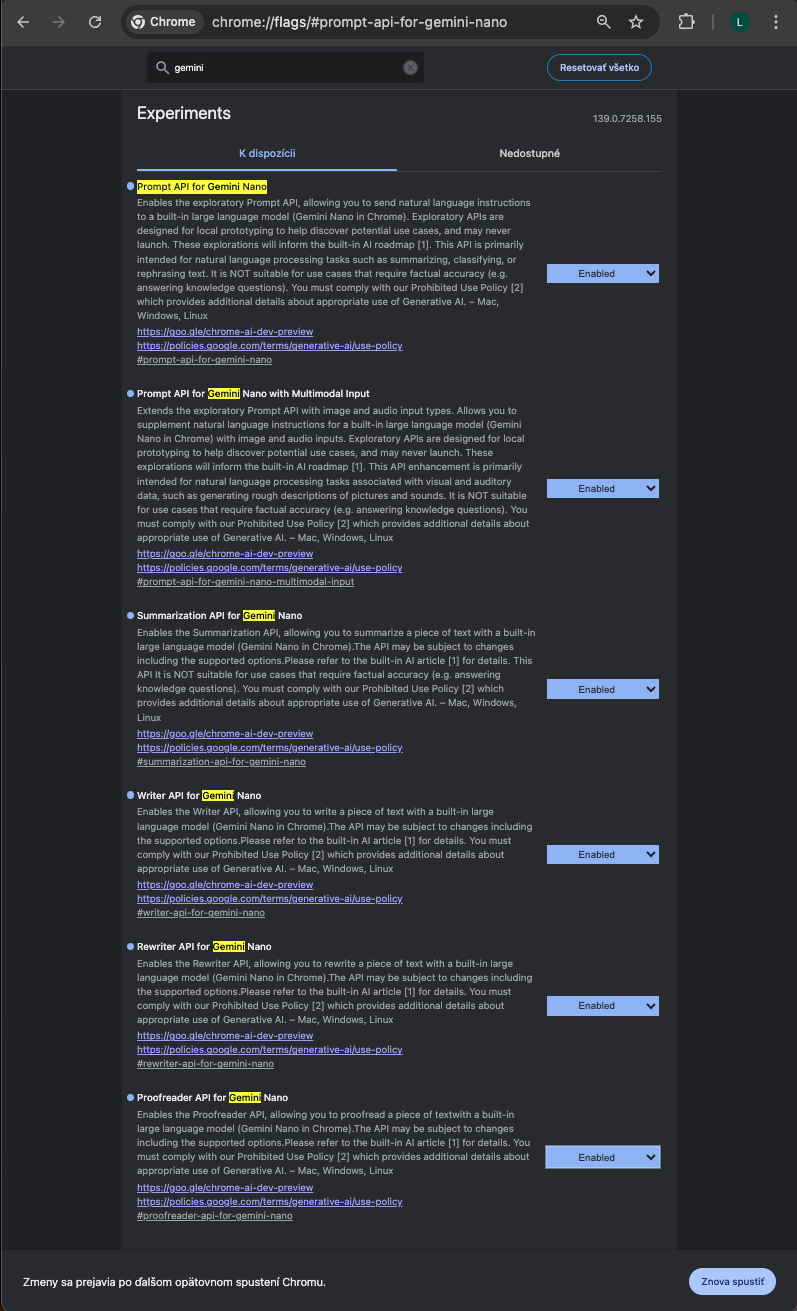 Chrome chrome://flags/#prompt-api-for-gemini-nano L
gemini
Resetovať všetko
Experiments
139.0.7258.155
K dispozícii Nedostupné
Prompt API for Gemini Nano
Enables the exploratory Prompt API, allowing you to send natural language instructions
to a built-in large language model (Gemini Nano in Chrome). Exploratory APIs are
designed for local prototyping to help discover potential use cases, and may never
launch. These explorations will inform the built-in AI roadmap [1]. This API is primarily
intended for natural language processing tasks such as summarizing, classifying, or
rephrasing text. It is NOT suitable for use cases that require factual accuracy (e.g.
answering knowledge questions). You must comply with our Prohibited Use Policy [2]
which provides additional details about appropriate use of Generative AI. – Mac,
Windows, Linux
https://goo.gle/chrome-ai-dev-preview
https://policies.google.com/terms/generative-ai/use-policy
#prompt-api-for-gemini-nano
Enabled
Prompt API for Gemini Nano with Multimodal Input
Extends the exploratory Prompt API with image and audio input types. Allows you to
supplement natural language instructions for a built-in large language model (Gemini
Nano in Chrome) with image and audio inputs. Exploratory APIs are designed for local
prototyping to help discover potential use cases, and may never launch. These
explorations will inform the built-in AI roadmap [1]. This API enhancement is primarily
intended for natural language processing tasks associated with visual and auditory
data, such as generating rough descriptions of pictures and sounds. It is NOT suitable
for use cases that require factual accuracy (e.g. answering knowledge questions). You
must comply with our Prohibited Use Policy [2] which provides additional details about
appropriate use of Generative AI. – Mac, Windows, Linux
https://goo.gle/chrome-ai-dev-preview
https://policies.google.com/terms/generative-ai/use-policy
#prompt-api-for-gemini-nano-multimodal-input
Enabled
Summarization API for Gemini Nano
Enables the Summarization API, allowing you to summarize a piece of text with a built-in
large language model (Gemini Nano in Chrome).The API may be subject to changes
including the supported options.Please refer to the built-in AI article [1] for details. This
API It is NOT suitable for use cases that require factual accuracy (e.g. answering
knowledge questions). You must comply with our Prohibited Use Policy [2] which
provides additional details about appropriate use of Generative AI. – Mac, Windows,
Linux
https://goo.gle/chrome-ai-dev-preview
https://policies.google.com/terms/generative-ai/use-policy
#summarization-api-for-gemini-nano
Enabled
Writer API for Gemini Nano
Enables the Writer API, allowing you to write a piece of text with a built-in large
language model (Gemini Nano in Chrome).The API may be subject to changes including
the supported options.Please refer to the built-in AI article [1] for details. You must
comply with our Prohibited Use Policy [2] which provides additional details about
appropriate use of Generative AI. – Mac, Windows, Linux
https://goo.gle/chrome-ai-dev-preview
https://policies.google.com/terms/generative-ai/use-policy
#writer-api-for-gemini-nano
Enabled
Rewriter API for Gemini Nano
Enables the Rewriter API, allowing you to rewrite a piece of text with a built-in large
language model (Gemini Nano in Chrome).The API may be subject to changes including
the supported options.Please refer to the built-in AI article [1] for details. You must
comply with our Prohibited Use Policy [2] which provides additional details about
appropriate use of Generative AI. – Mac, Windows, Linux
https://goo.gle/chrome-ai-dev-preview
https://policies.google.com/terms/generative-ai/use-policy
#rewriter-api-for-gemini-nano
Enabled
Proofreader API for Gemini Nano
Enables the Proofreader API, allowing you to proofread a piece of textwith a built-in
large language model (Gemini Nano in Chrome).The API may be subject to changes
including the supported options.Please refer to the built-in AI article [1] for details. You
must comply with our Prohibited Use Policy [2] which provides additional details about
appropriate use of Generative AI. – Mac, Windows, Linux
https://goo.gle/chrome-ai-dev-preview
https://policies.google.com/terms/generative-ai/use-policy
#proofreader-api-for-gemini-nano
Enabled
Zmeny sa prejavia po ďalšom opätovnom spustení Chromu.
Znova spustiť